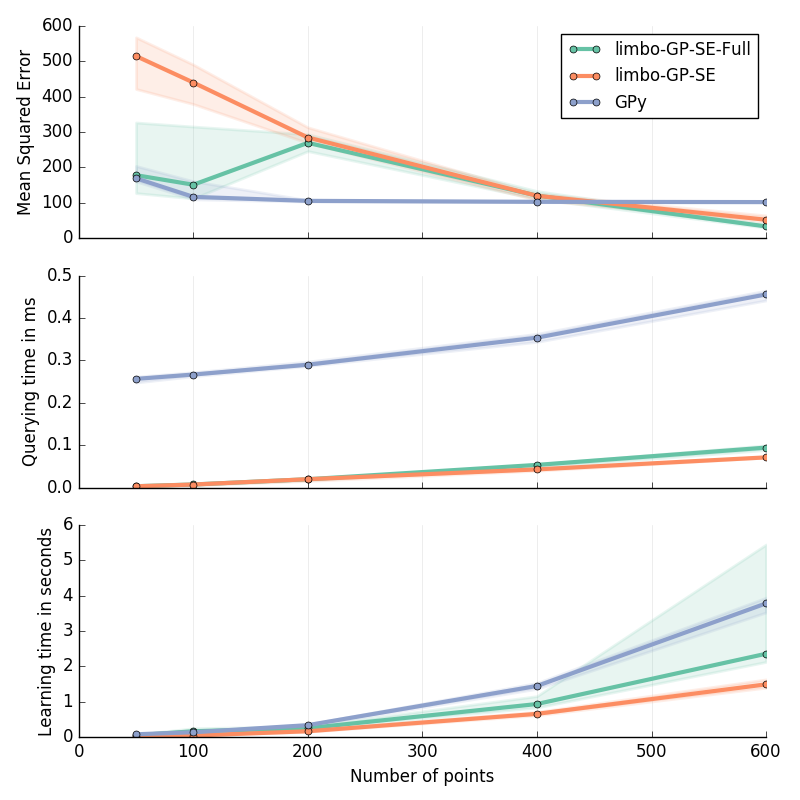 Mean Squared Error
600
500
400
300
200
100
0
limbo-GP-SE-Full
limbo-GP-SE
GPy
Querying time in ms
0.5
0.4
0.3
0.2
0.1
0.0
Learning time in seconds
6
5
4
3
2
1
0
0 100 200 300 400 500 600
Number of points